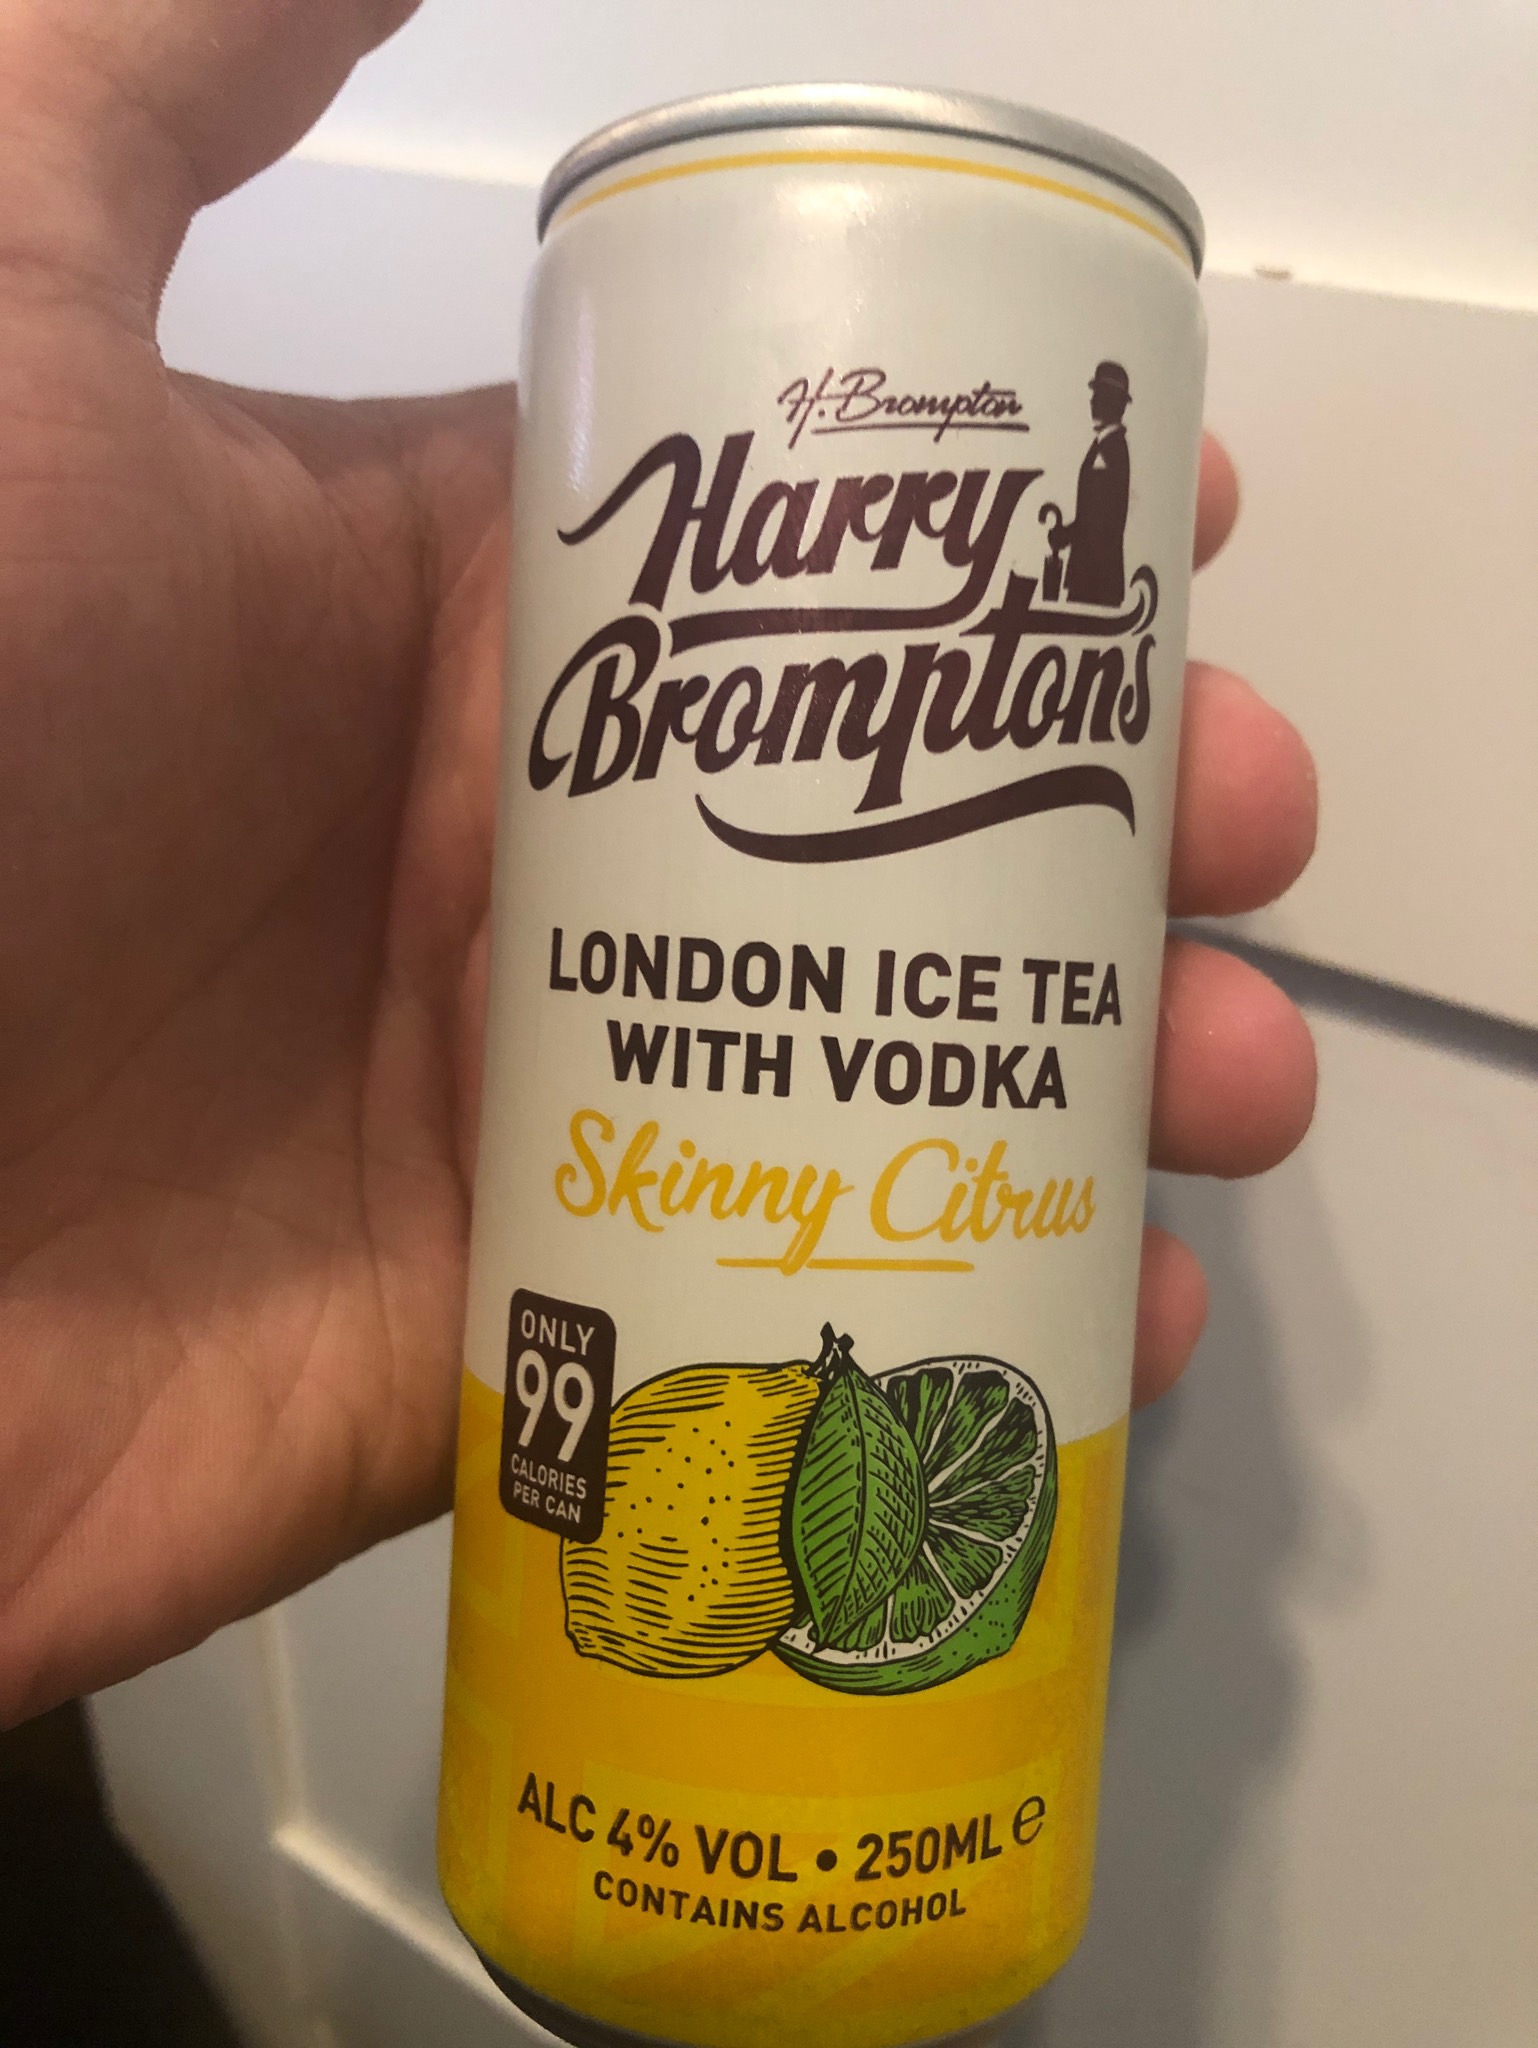 H. Brompton
Harry
Brompton's
LONDON ICE TEA
WITH VODKA
Skinny Citrus
ONLY
99
CALORIES
PER CAN
ALC 4% VOL • 250ML ℮
CONTAINS ALCOHOL